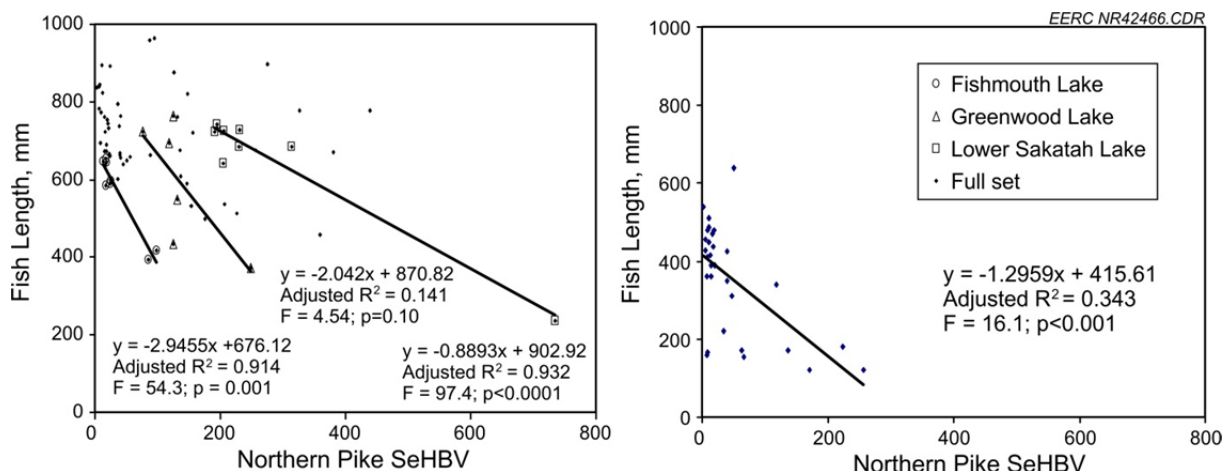 EERC NR42466.CDR
1000
800
600
400
200
0
Fish Length, mm
y = -2.042x + 870.82
Adjusted R² = 0.141
F = 4.54; p=0.10
y = -2.9455x +676.12
Adjusted R² = 0.914
F = 54.3; p = 0.001
y = -0.8893x + 902.92
Adjusted R² = 0.932
F = 97.4; p<0.0001
0 200 400 600 800
Northern Pike SeHBV
1000
800
600
400
200
0
Fish Length, mm
Fishmouth Lake
Greenwood Lake
Lower Sakatah Lake
Full set
y = -1.2959x + 415.61
Adjusted R² = 0.343
F = 16.1; p<0.001
0 200 400 600 800
Northern Pike SeHBV